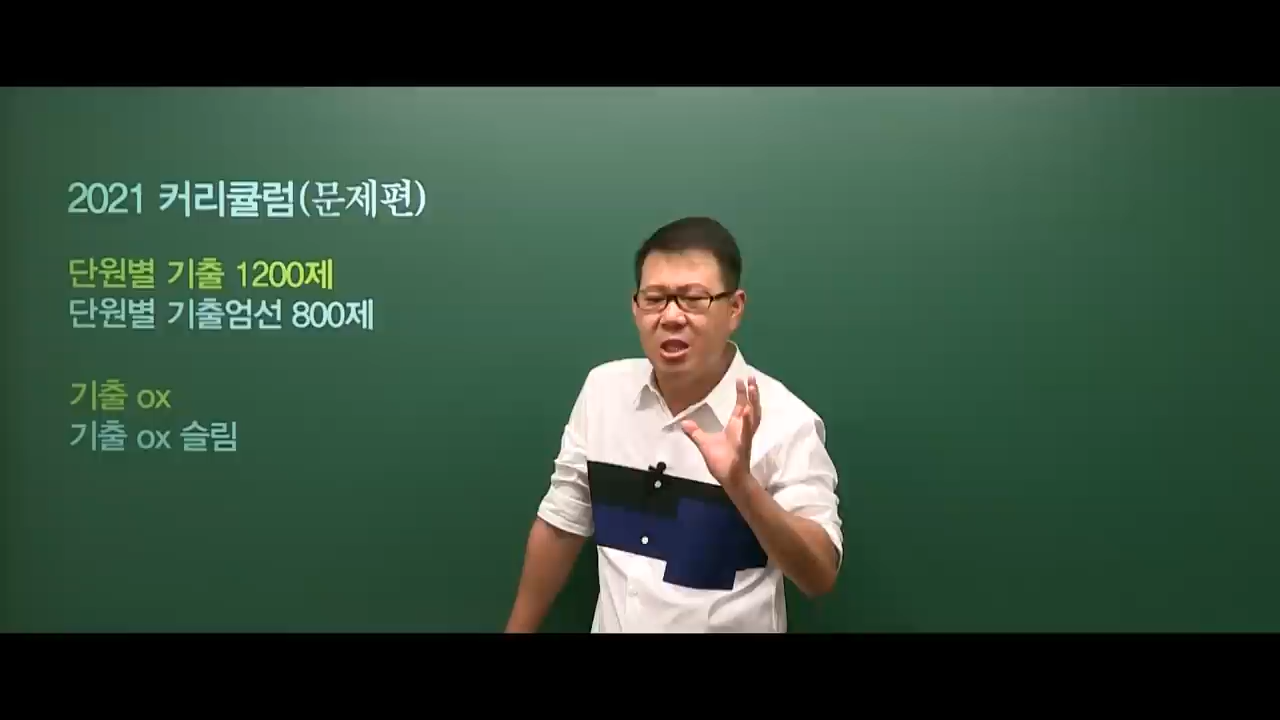 2021 커리큘럼(문제편)
단원별 기출 1200제
단원별 기출엄선 800제
기출 ox
기출 ox 슬림